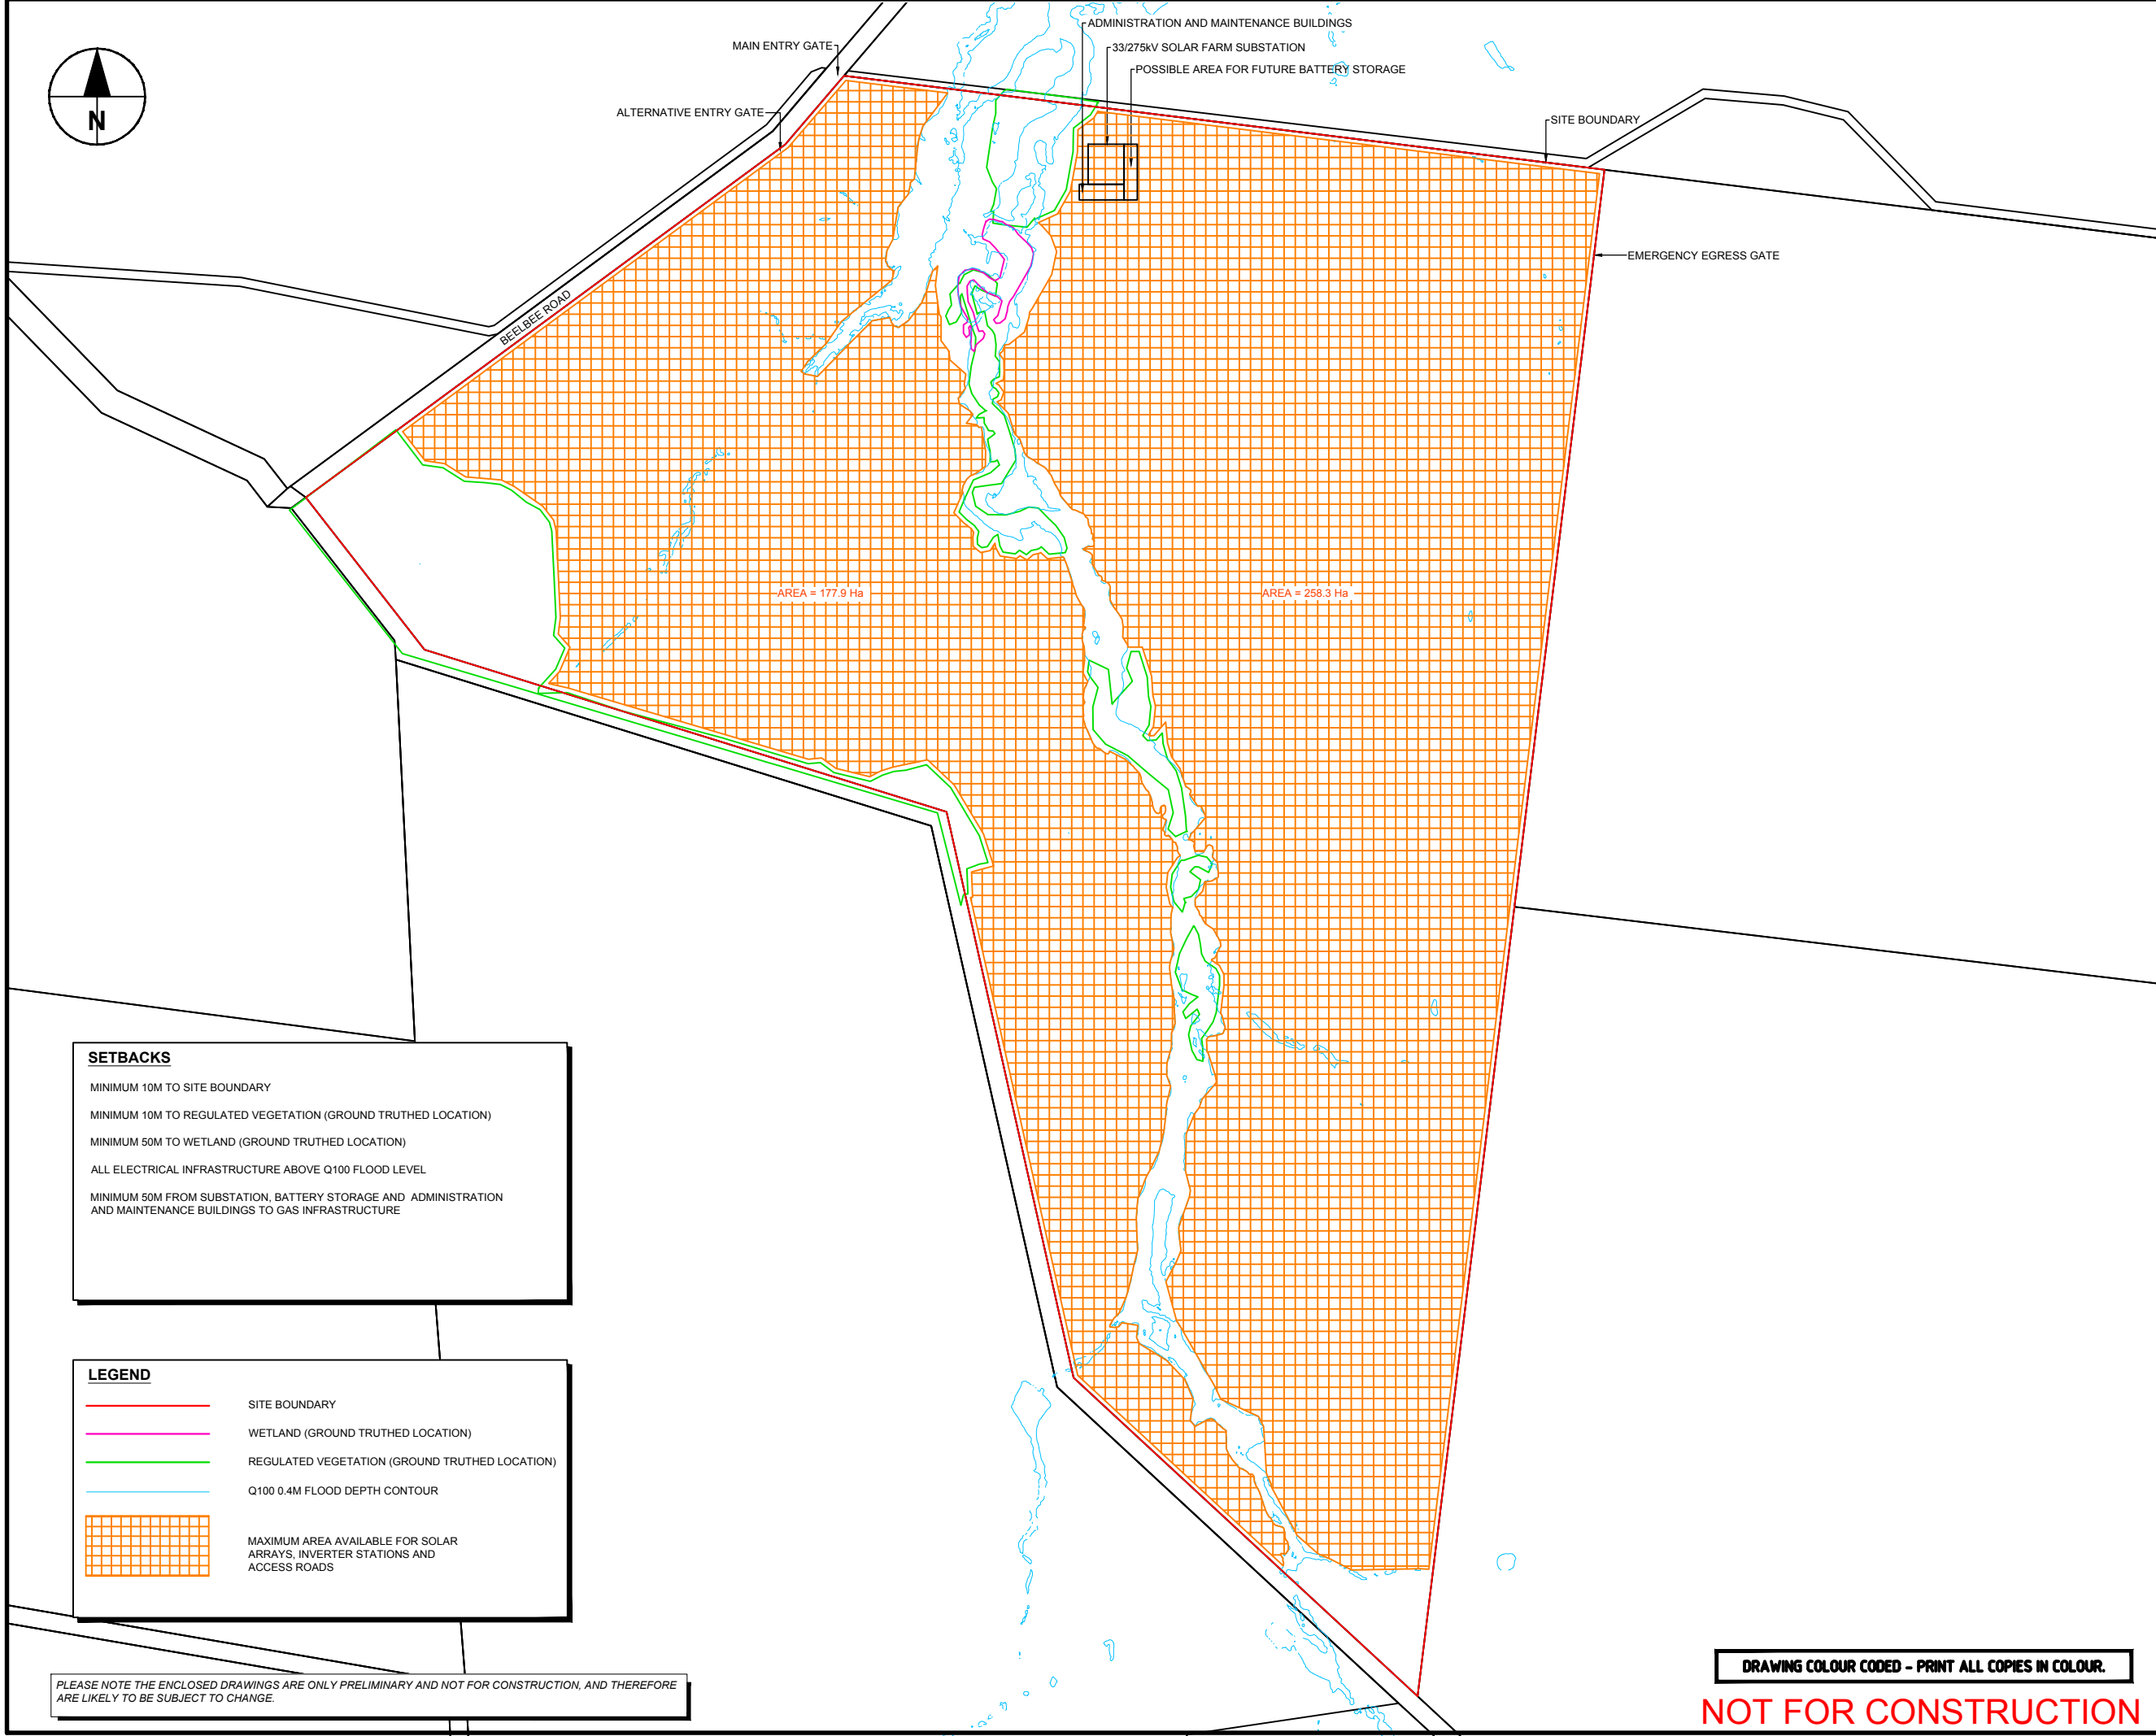 ADMINISTRATION AND MAINTENANCE BUILDINGS
MAIN ENTRY GATE
33/275kV SOLAR FARM SUBSTATION
POSSIBLE AREA FOR FUTURE BATTERY STORAGE
ALTERNATIVE ENTRY GATE
SITE BOUNDARY
N
EMERGENCY EGRESS GATE
BEELBEE ROAD
AREA = 177.9 Ha
AREA = 258.3 Ha
SETBACKS
MINIMUM 10M TO SITE BOUNDARY
MINIMUM 10M TO REGULATED VEGETATION (GROUND TRUTHED LOCATION)
MINIMUM 50M TO WETLAND (GROUND TRUTHED LOCATION)
ALL ELECTRICAL INFRASTRUCTURE ABOVE Q100 FLOOD LEVEL
MINIMUM 50M FROM SUBSTATION, BATTERY STORAGE AND ADMINISTRATION
AND MAINTENANCE BUILDINGS TO GAS INFRASTRUCTURE
LEGEND
SITE BOUNDARY
WETLAND (GROUND TRUTHED LOCATION)
REGULATED VEGETATION (GROUND TRUTHED LOCATION)
Q100 0.4M FLOOD DEPTH CONTOUR
MAXIMUM AREA AVAILABLE FOR SOLAR
ARRAYS, INVERTER STATIONS AND
ACCESS ROADS
PLEASE NOTE THE ENCLOSED DRAWINGS ARE ONLY PRELIMINARY AND NOT FOR CONSTRUCTION, AND THEREFORE
ARE LIKELY TO BE SUBJECT TO CHANGE.
DRAWING COLOUR CODED - PRINT ALL COPIES IN COLOUR.
NOT FOR CONSTRUCTION